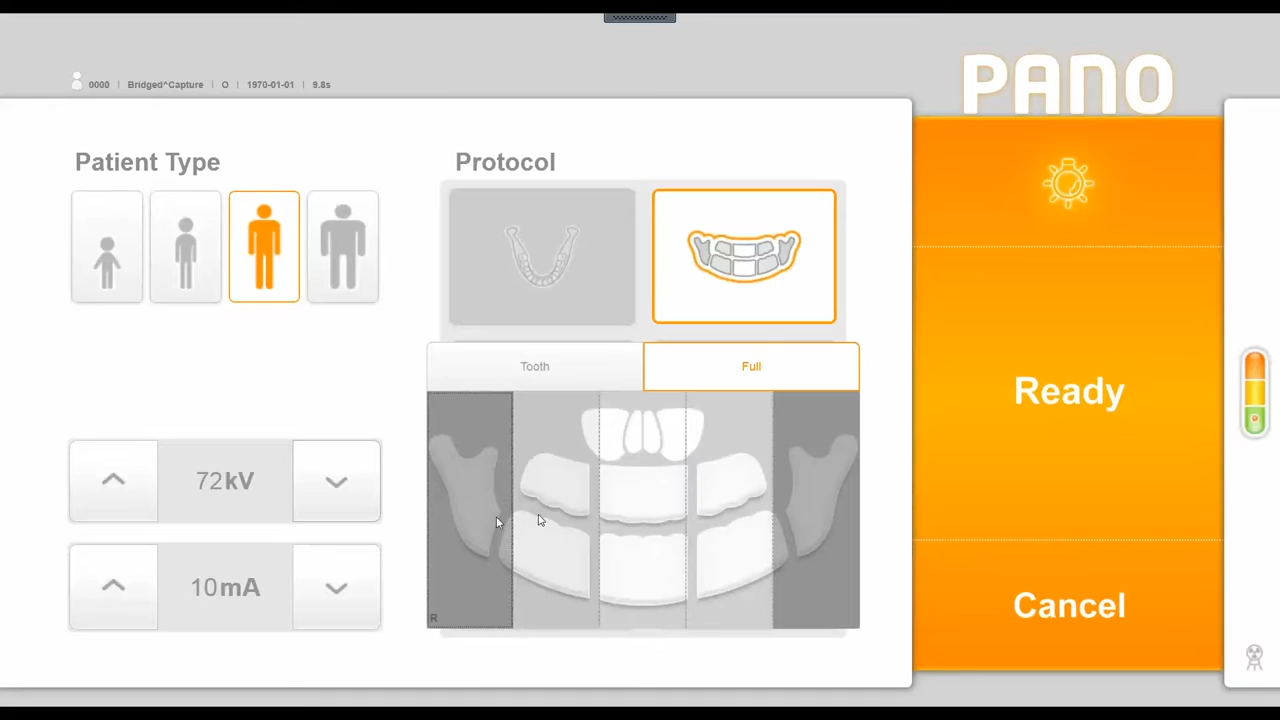 0000 | Bridged^Capture | O | 1970-01-01 | 9.8s
PANO
Patient Type
Protocol
Tooth
Full
72kV
10mA
R
Ready
Cancel